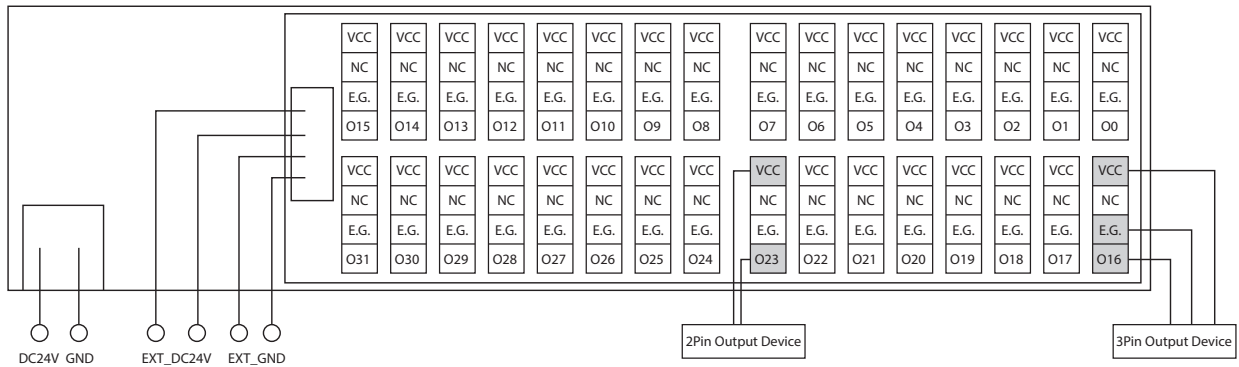 VCC VCC VCC VCC VCC VCC VCC VCC VCC VCC VCC VCC VCC VCC VCC VCC
NC NC NC NC NC NC NC NC NC NC NC NC NC NC NC NC
E.G. E.G. E.G. E.G. E.G. E.G. E.G. E.G. E.G. E.G. E.G. E.G. E.G. E.G. E.G. E.G.
O15 O14 O13 O12 O11 O10 O9 O8 O7 O6 O5 O4 O3 O2 O1 O0
VCC VCC VCC VCC VCC VCC VCC VCC VCC VCC VCC VCC VCC VCC VCC VCC
NC NC NC NC NC NC NC NC NC NC NC NC NC NC NC NC
E.G. E.G. E.G. E.G. E.G. E.G. E.G. E.G. E.G. E.G. E.G. E.G. E.G. E.G. E.G. E.G.
O31 O30 O29 O28 O27 O26 O25 O24 O23 O22 O21 O20 O19 O18 O17 O16
2Pin Output Device 3Pin Output Device
DC24V GND EXT_DC24V EXT_GND